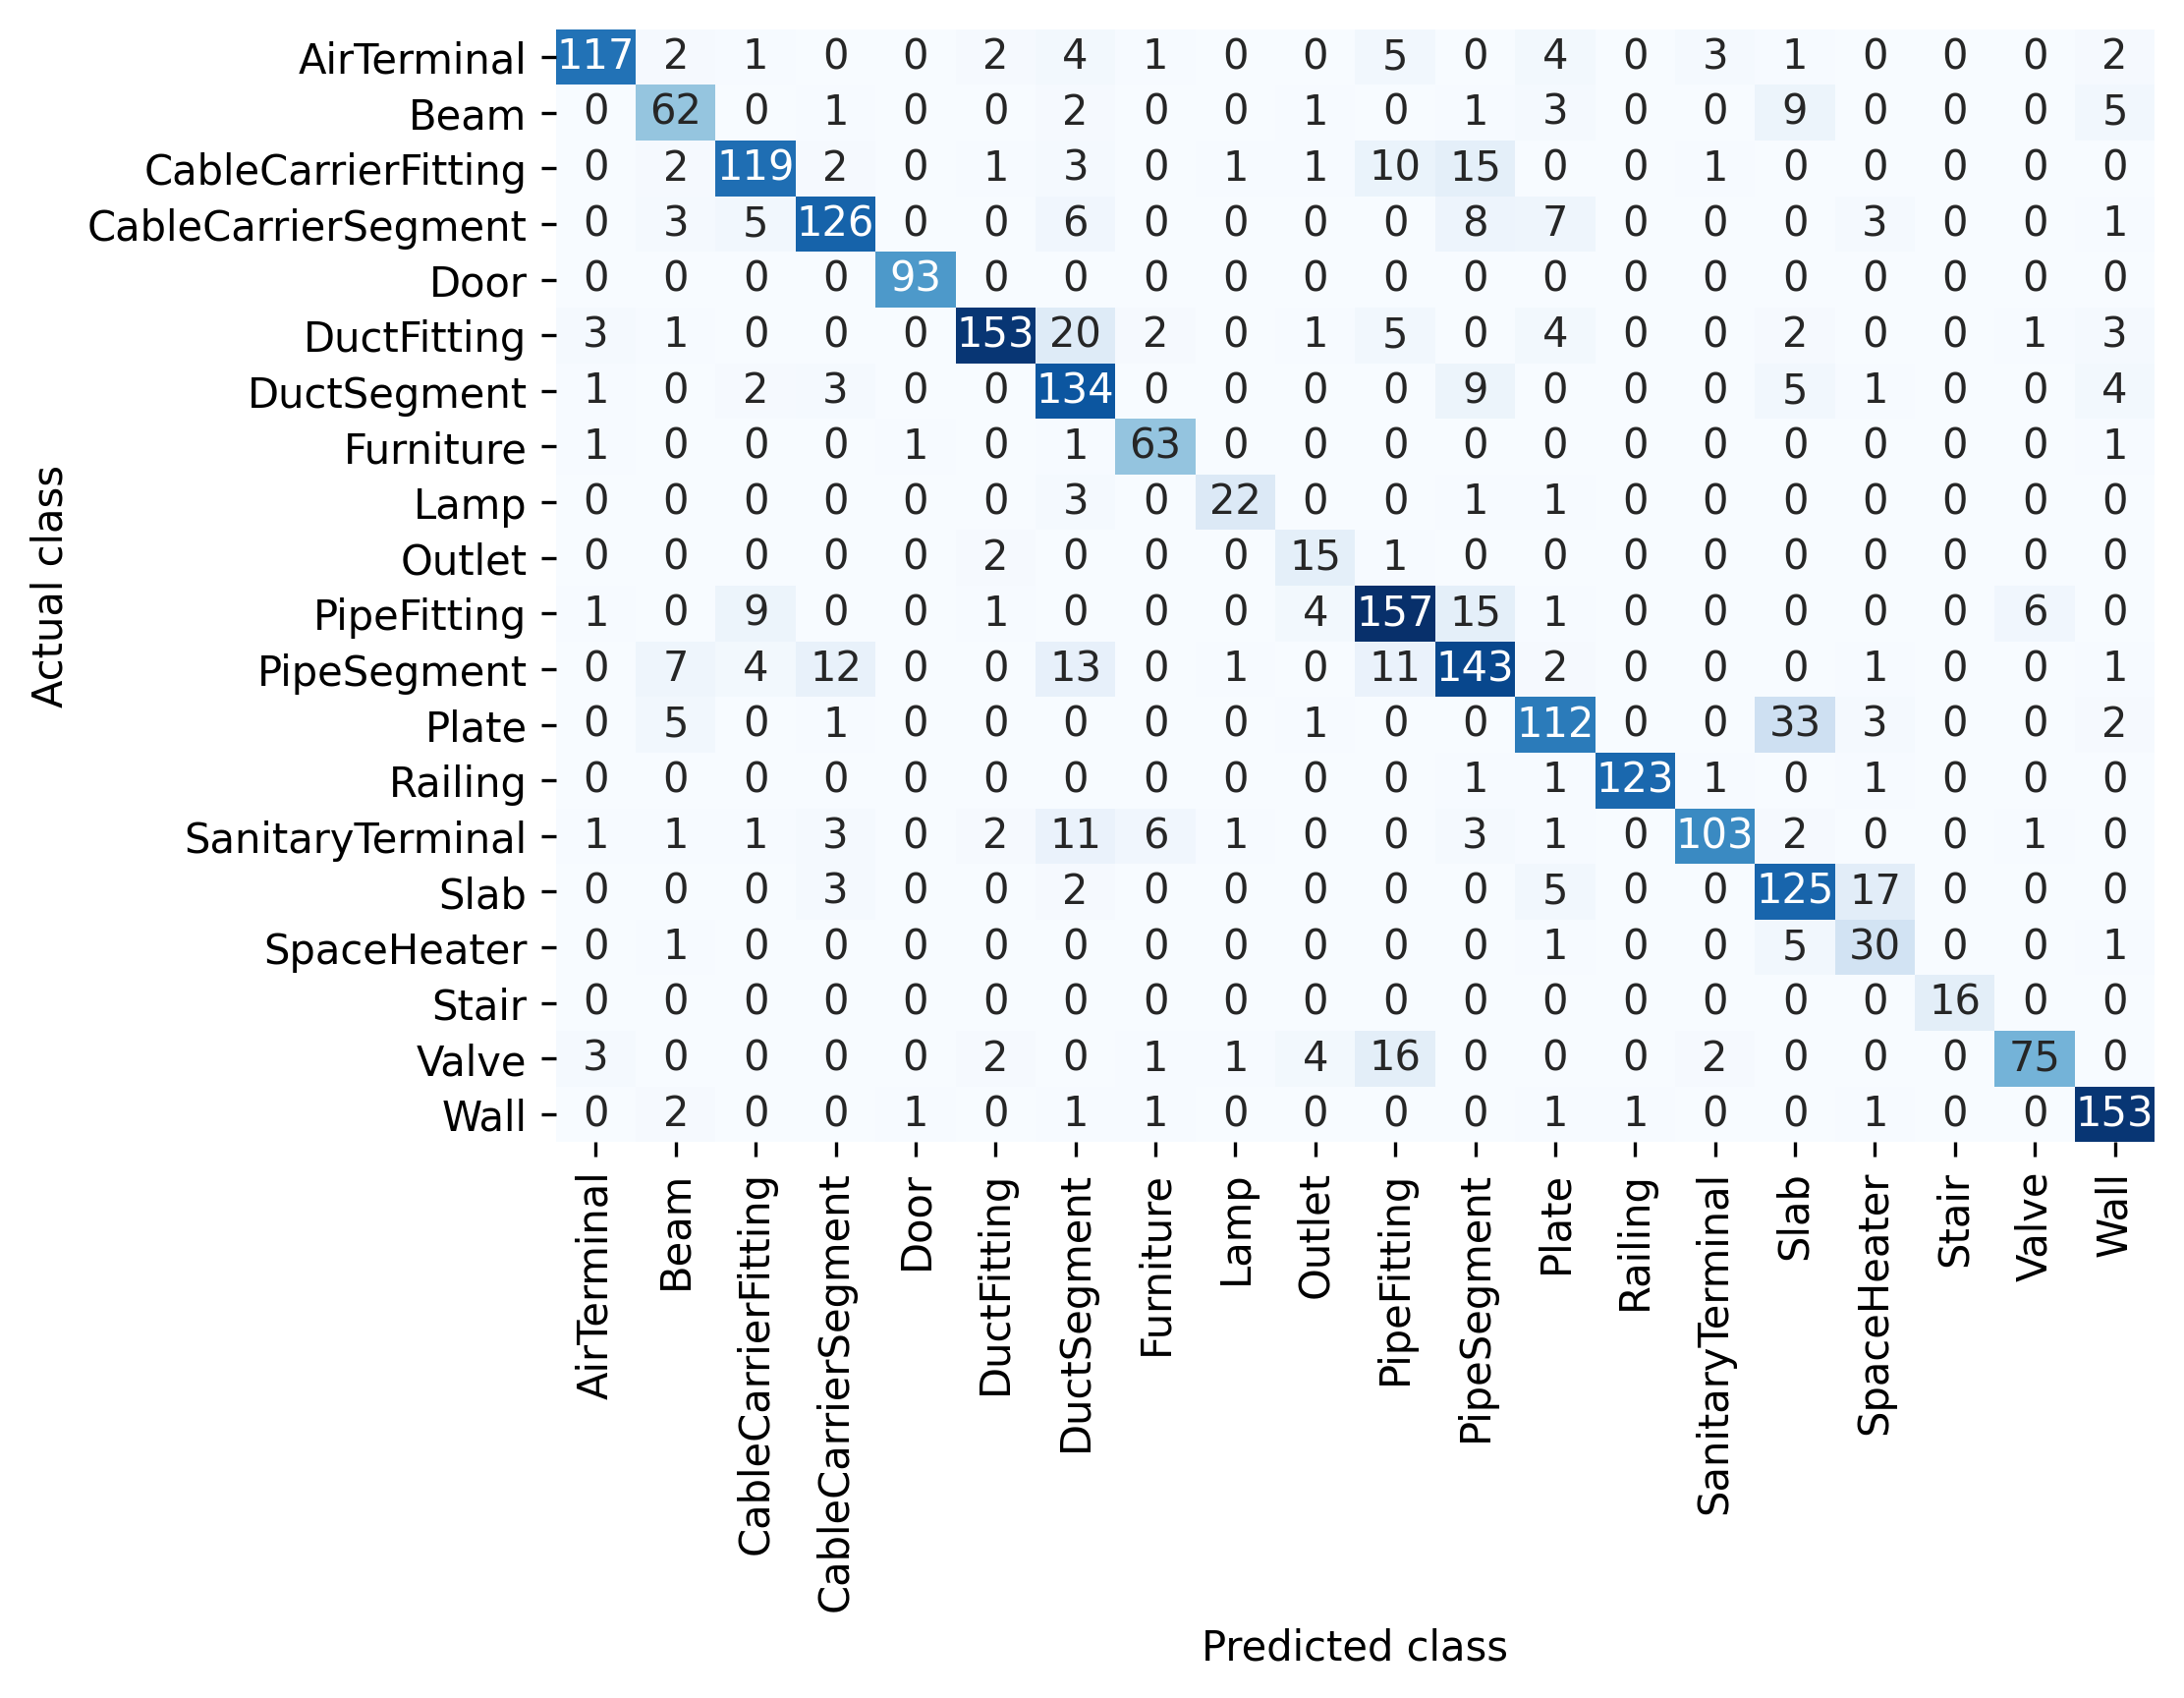 AirTerminal 117 2 1 0 0 2 4 1 0 0 5 0 4 0 3 1 0 0 0 2
Beam 0 62 0 1 0 0 2 0 0 1 0 1 3 0 0 9 0 0 0 5
CableCarrierFitting 0 2 119 2 0 1 3 0 1 1 10 15 0 0 1 0 0 0 0 0
CableCarrierSegment 0 3 5 126 0 0 6 0 0 0 0 8 7 0 0 0 3 0 0 1
Door 0 0 0 0 93 0 0 0 0 0 0 0 0 0 0 0 0 0 0 0
DuctFitting 3 1 0 0 0 153 20 2 0 1 5 0 4 0 0 2 0 0 1 3
DuctSegment 1 0 2 3 0 0 134 0 0 0 0 9 0 0 0 5 1 0 0 4
Furniture 1 0 0 0 1 0 1 63 0 0 0 0 0 0 0 0 0 0 0 1
Lamp 0 0 0 0 0 0 3 0 22 0 0 1 1 0 0 0 0 0 0 0
Outlet 0 0 0 0 0 2 0 0 0 15 1 0 0 0 0 0 0 0 0 0
PipeFitting 1 0 9 0 0 1 0 0 0 4 157 15 1 0 0 0 0 0 6 0
PipeSegment 0 7 4 12 0 0 13 0 1 0 11 143 2 0 0 0 1 0 0 1
Plate 0 5 0 1 0 0 0 0 0 1 0 0 112 0 0 33 3 0 0 2
Railing 0 0 0 0 0 0 0 0 0 0 0 1 1 123 1 0 1 0 0 0
SanitaryTerminal 1 1 1 3 0 2 11 6 1 0 0 3 1 0 103 2 0 0 1 0
Slab 0 0 0 3 0 0 2 0 0 0 0 0 5 0 0 125 17 0 0 0
SpaceHeater 0 1 0 0 0 0 0 0 0 0 0 0 1 0 0 5 30 0 0 1
Stair 0 0 0 0 0 0 0 0 0 0 0 0 0 0 0 0 0 16 0 0
Valve 3 0 0 0 0 2 0 1 1 4 16 0 0 0 2 0 0 0 75 0
Wall 0 2 0 0 1 0 1 1 0 0 0 0 1 1 0 0 1 0 0 153
Actual class
AirTerminal
Beam
CableCarrierFitting
CableCarrierSegment
Door
DuctFitting
DuctSegment
Furniture
Lamp
Outlet
PipeFitting
PipeSegment
Plate
Railing
SanitaryTerminal
Slab
SpaceHeater
Stair
Valve
Wall
Predicted class